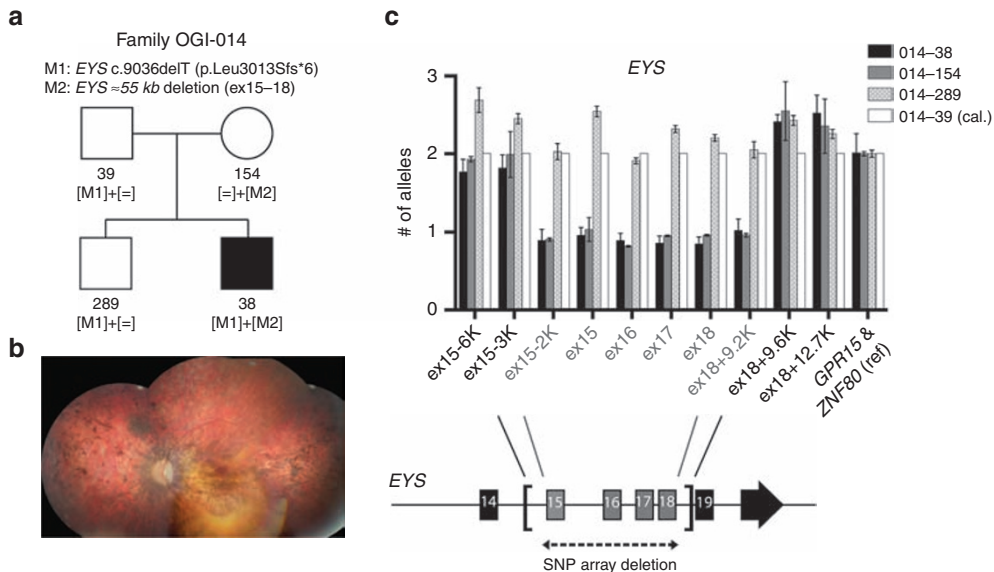 a
Family OGI-014
M1: EYS c.9036delT (p.Leu3013Sfs*6)
M2: EYS ≈55 kb deletion (ex15–18)
39
[M1]+[=]
154
[=]+[M2]
289
[M1]+[=]
38
[M1]+[M2]
b
c
EYS
014–38
014–154
014–289
014–39 (cal.)
# of alleles
3
2
1
0
ex15-6K
ex15-3K
ex15-2K
ex15
ex16
ex17
ex18
ex18+9.2K
ex18+9.6K
ex18+12.7K
GPR15 &
ZNF80 (ref)
EYS
14
15
16
17
18
19
SNP array deletion